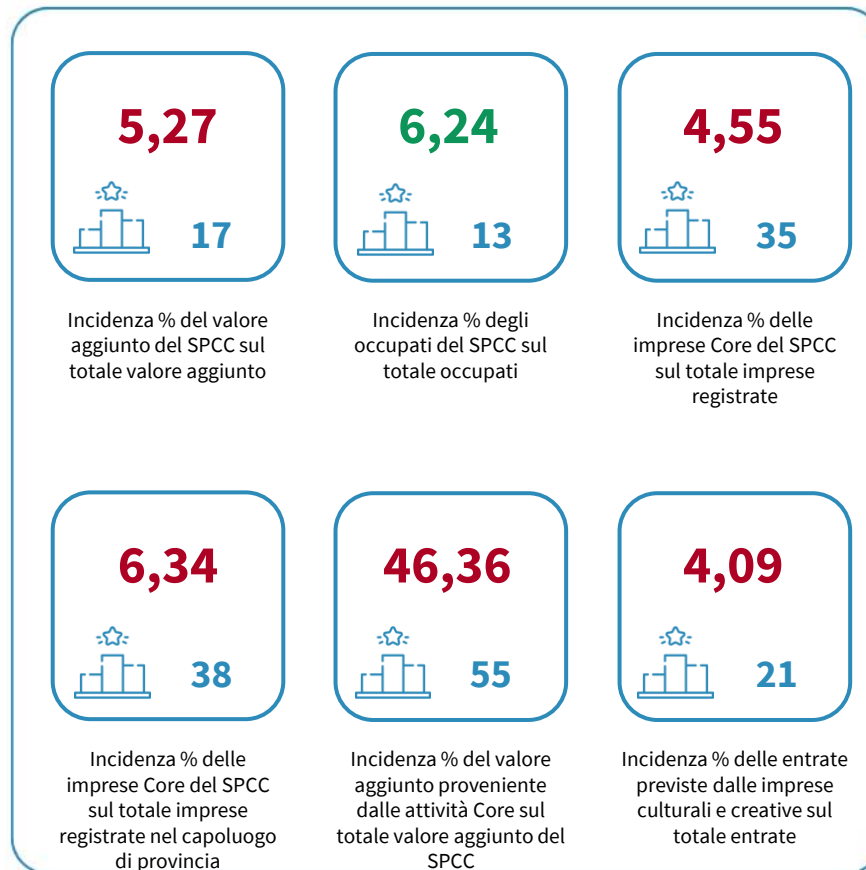 5,27
17
Incidenza % del valore
aggiunto del SPCC sul
totale valore aggiunto
6,24
13
Incidenza % degli
occupati del SPCC sul
totale occupati
4,55
35
Incidenza % delle
imprese Core del SPCC
sul totale imprese
registrate
6,34
38
Incidenza % delle
imprese Core del SPCC
sul totale imprese
registrate nel capoluogo
di provincia
46,36
55
Incidenza % del valore
aggiunto proveniente
dalle attività Core sul
totale valore aggiunto del
SPCC
4,09
21
Incidenza % delle entrate
previste dalle imprese
culturali e creative sul
totale entrate